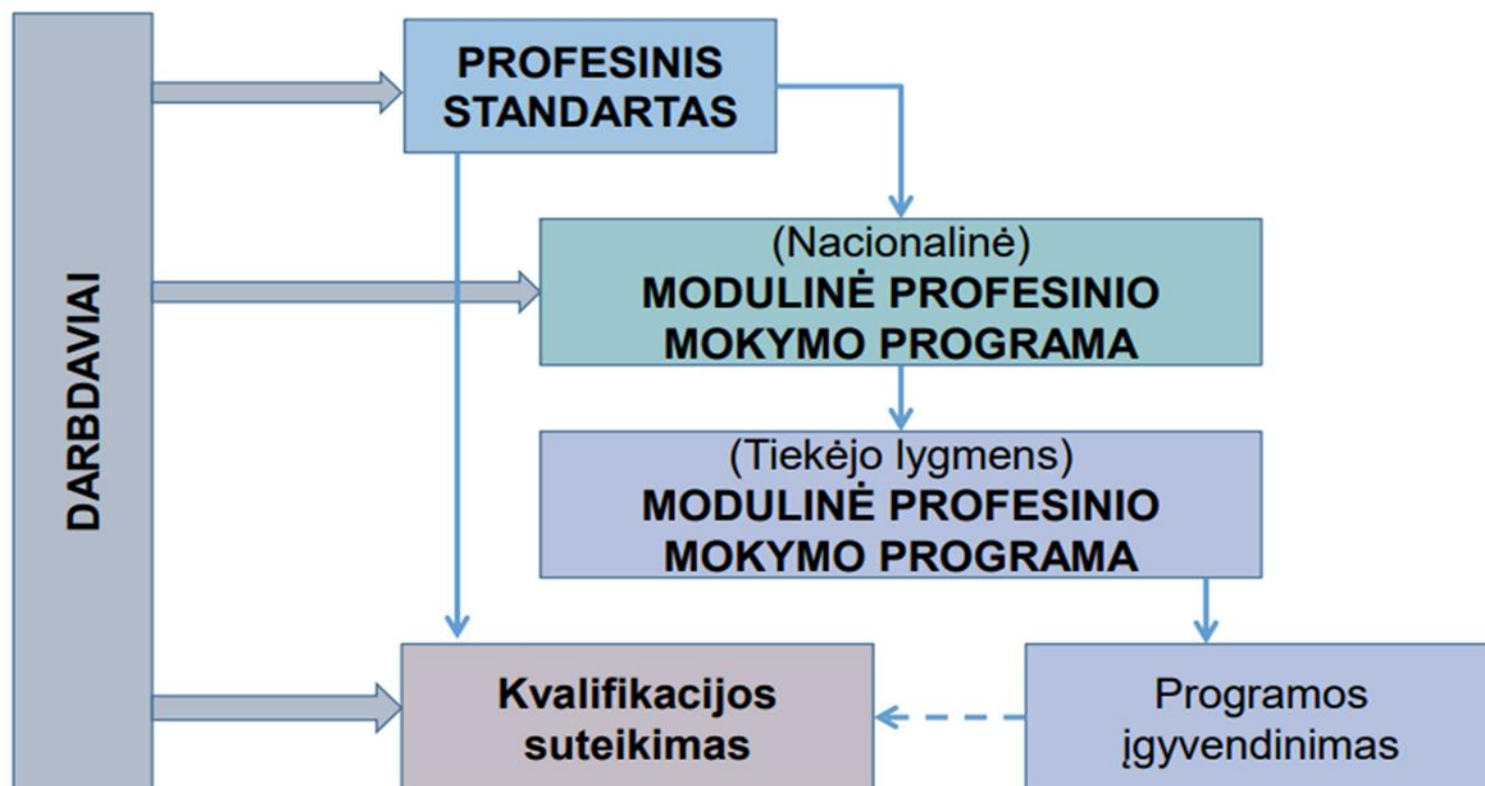 DARBDAVIAI
PROFESINIS
STANDARTAS
(Nacionalinė)
MODULINĖ PROFESINIO
MOKYMO PROGRAMA
(Tiekėjo lygmens)
MODULINĖ PROFESINIO
MOKYMO PROGRAMA
Kvalifikacijos
suteikimas
Programos
įgyvendinimas